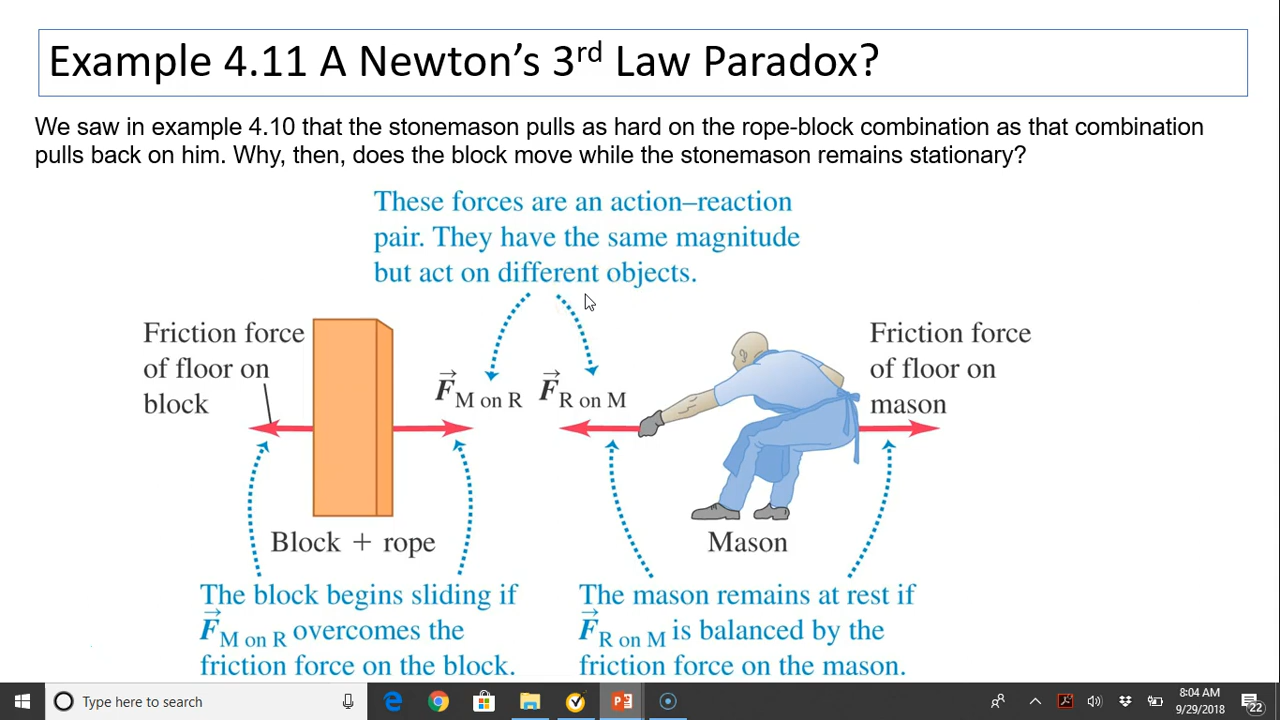 Example 4.11 A Newton’s 3rd Law Paradox?
We saw in example 4.10 that the stonemason pulls as hard on the rope-block combination as that combination
pulls back on him. Why, then, does the block move while the stonemason remains stationary?
These forces are an action–reaction
pair. They have the same magnitude
but act on different objects.
Friction force
of floor on
block
F⃗ M on R
F⃗ R on M
Friction force
of floor on
mason
Block + rope
Mason
The block begins sliding if
F⃗ M on R overcomes the
friction force on the block.
The mason remains at rest if
F⃗ R on M is balanced by the
friction force on the mason.
Type here to search
8:04 AM
9/29/2018
22